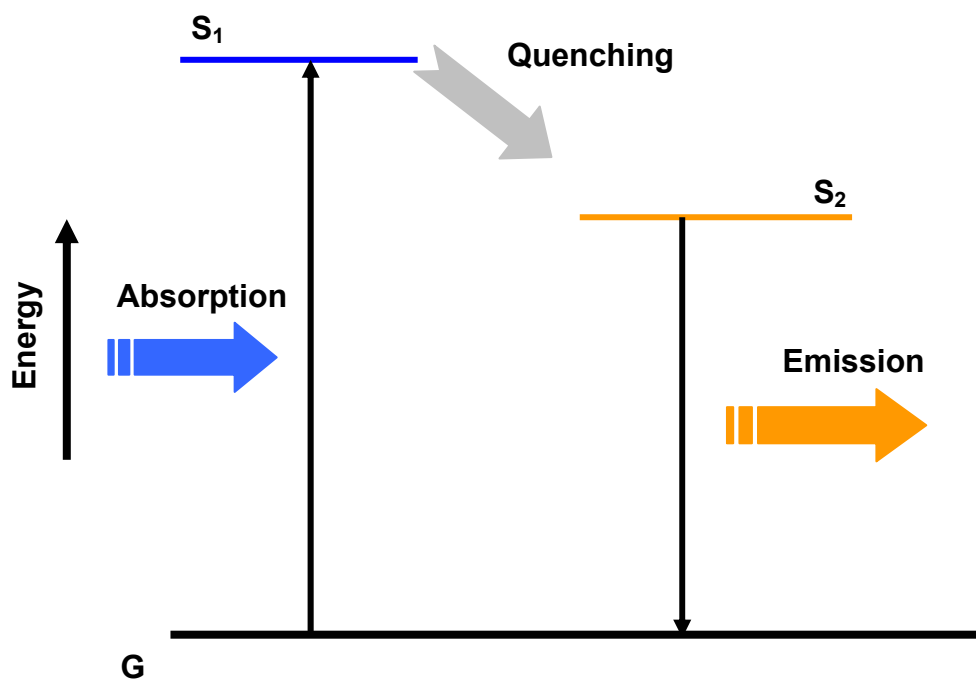 S₁
Quenching
S₂
Energy
Absorption
Emission
G